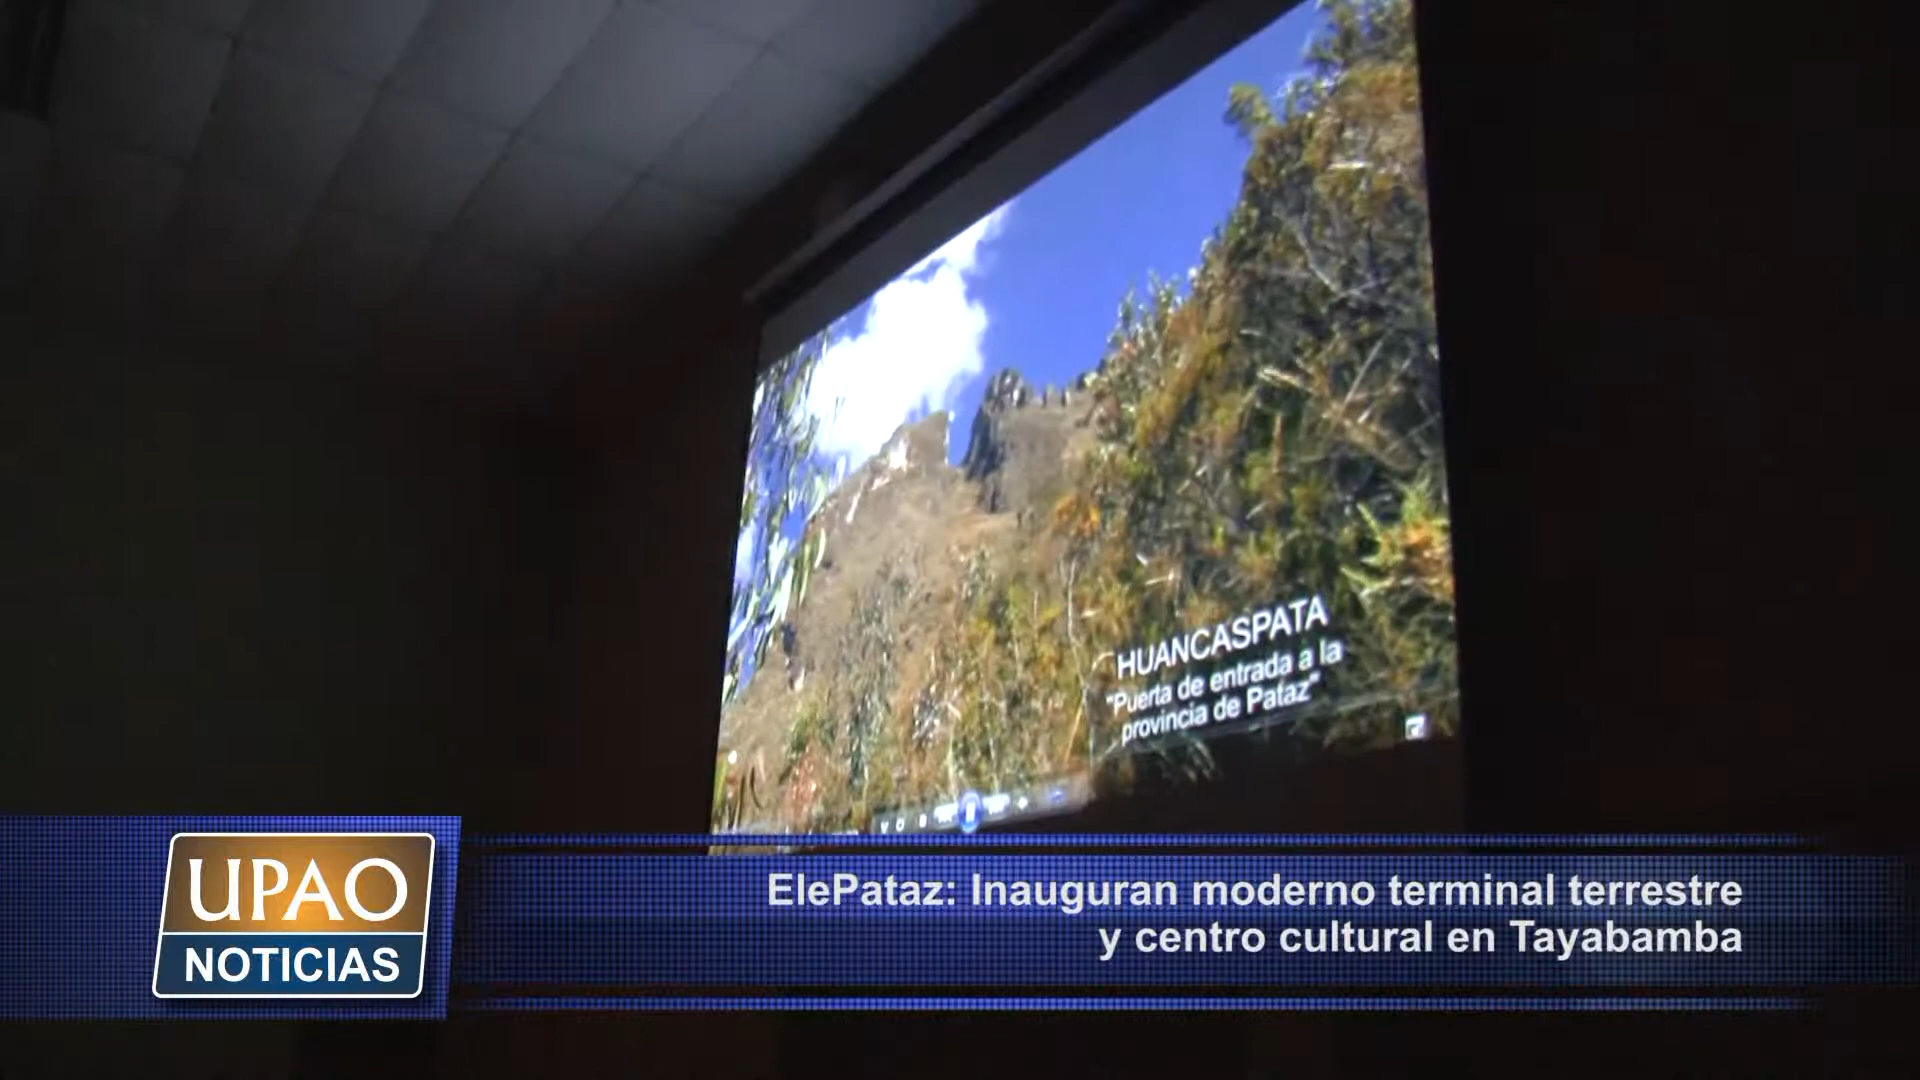 HUANCASPATA
"Puerta de entrada a la
provincia de Pataz"
UPAO
NOTICIAS
ElePataz: Inauguran moderno terminal terrestre
y centro cultural en Tayabamba